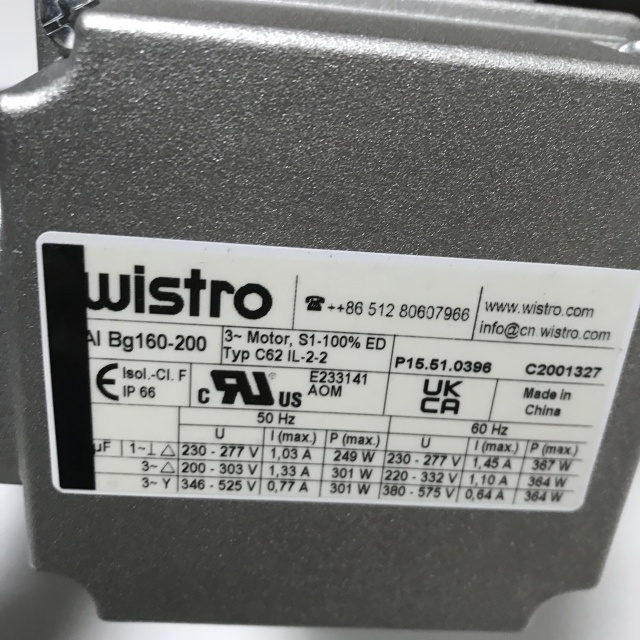 wistro
☎++86 512 80607966
www.wistro.com
info@cn.wistro.com
AI Bg160-200
3~ Motor, S1-100% ED
Typ C62 IL-2-2
P15.51.0396 C2001327
CE Isol.-Cl. F
IP 66
c RU US
E233141
AOM
UK
CA
Made in
China
50 Hz 60 Hz
U I (max.) P (max.) U I (max.) P (max.)
µF 1~⊥ △ 230 - 277 V 1,03 A 249 W 230 - 277 V 1,45 A 367 W
3~ △ 200 - 303 V 1,33 A 301 W 220 - 332 V 1,10 A 364 W
3~ Y 346 - 525 V 0,77 A 301 W 380 - 575 V 0,64 A 364 W